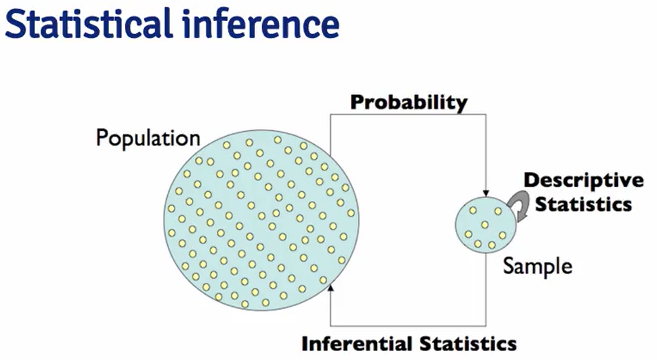 Statistical inference
Probability
Population
Descriptive
Statistics
Sample
Inferential Statistics